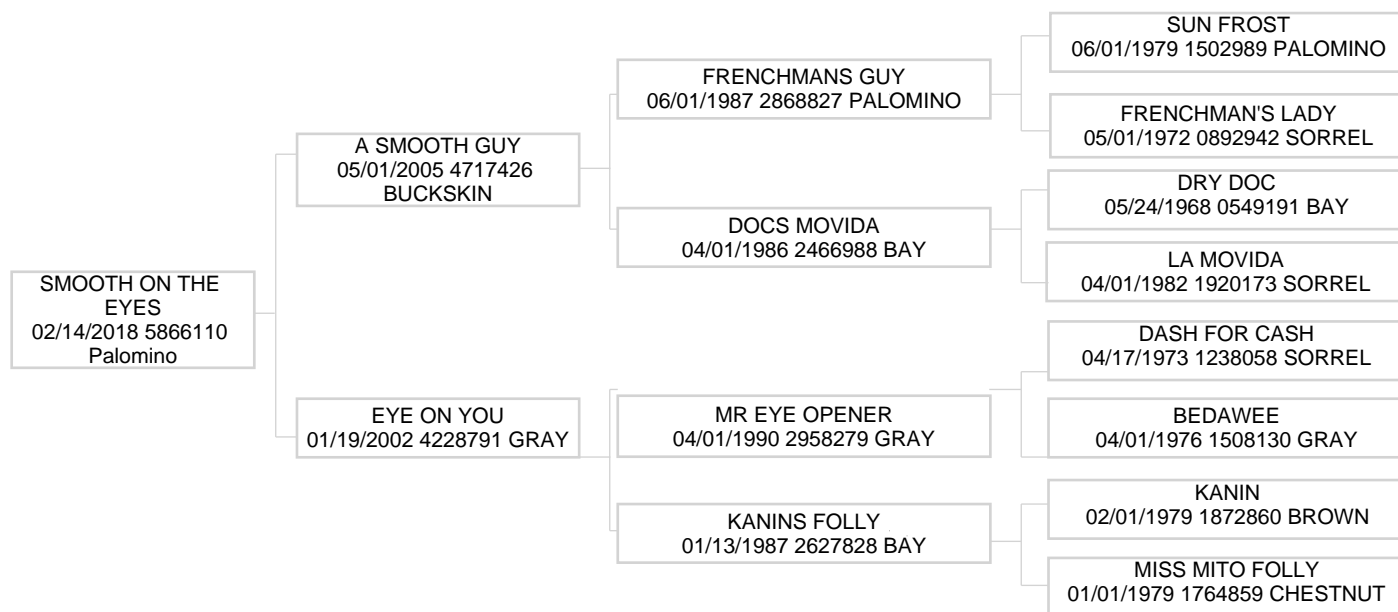 SMOOTH ON THE
EYES
02/14/2018 5866110
Palomino
A SMOOTH GUY
05/01/2005 4717426
BUCKSKIN
EYE ON YOU
01/19/2002 4228791 GRAY
FRENCHMANS GUY
06/01/1987 2868827 PALOMINO
DOCS MOVIDA
04/01/1986 2466988 BAY
MR EYE OPENER
04/01/1990 2958279 GRAY
KANINS FOLLY
01/13/1987 2627828 BAY
SUN FROST
06/01/1979 1502989 PALOMINO
FRENCHMAN'S LADY
05/01/1972 0892942 SORREL
DRY DOC
05/24/1968 0549191 BAY
LA MOVIDA
04/01/1982 1920173 SORREL
DASH FOR CASH
04/17/1973 1238058 SORREL
BEDAWEE
04/01/1976 1508130 GRAY
KANIN
02/01/1979 1872860 BROWN
MISS MITO FOLLY
01/01/1979 1764859 CHESTNUT